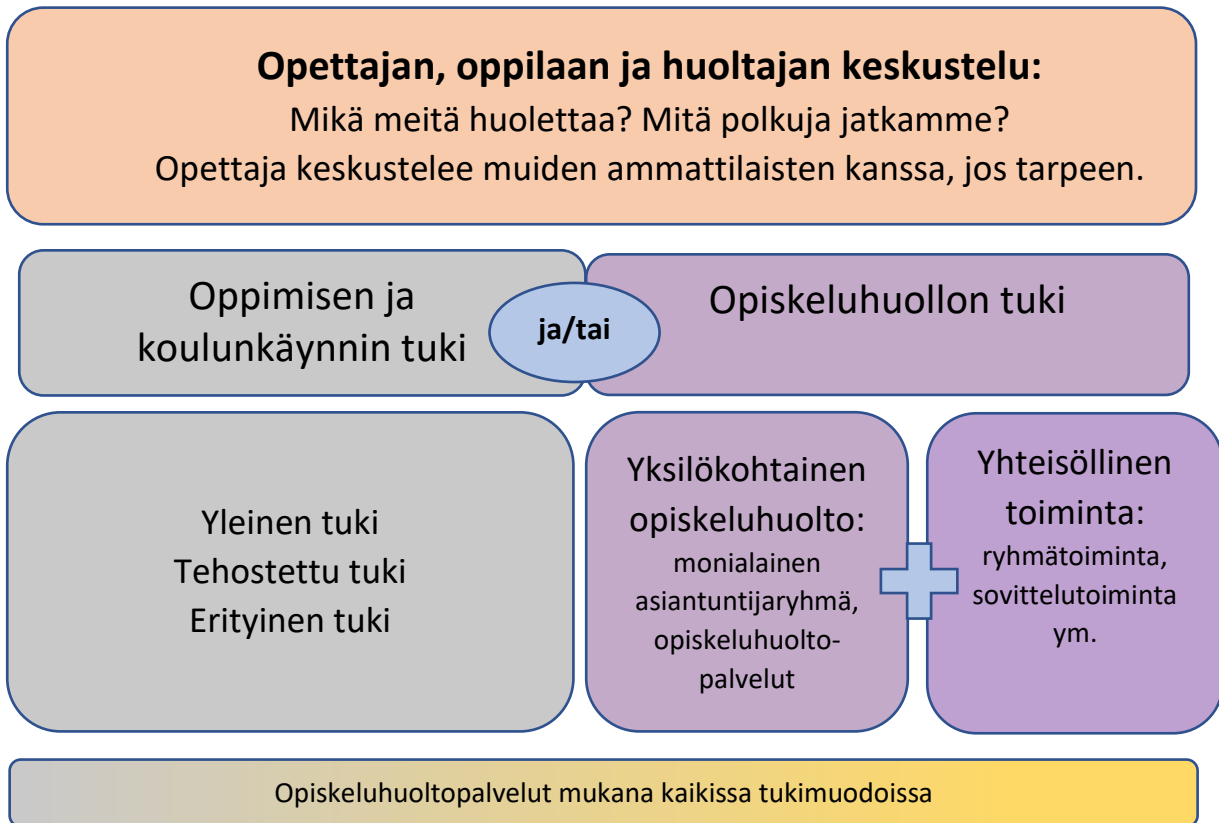 Opettajan, oppilaan ja huoltajan keskustelu:
Mikä meitä huolettaa? Mitä polkuja jatkamme?
Opettaja keskustelee muiden ammattilaisten kanssa, jos tarpeen.
Oppimisen ja
koulunkäynnin tuki
ja/tai
Opiskeluhuollon tuki
Yleinen tuki
Tehostettu tuki
Erityinen tuki
Yksilökohtainen
opiskeluhuolto:
monialainen
asiantuntijaryhmä,
opiskeluhuolto-
palvelut
Yhteisöllinen
toiminta:
ryhmätoiminta,
sovittelutoiminta
ym.
Opiskeluhuoltopalvelut mukana kaikissa tukimuodoissa